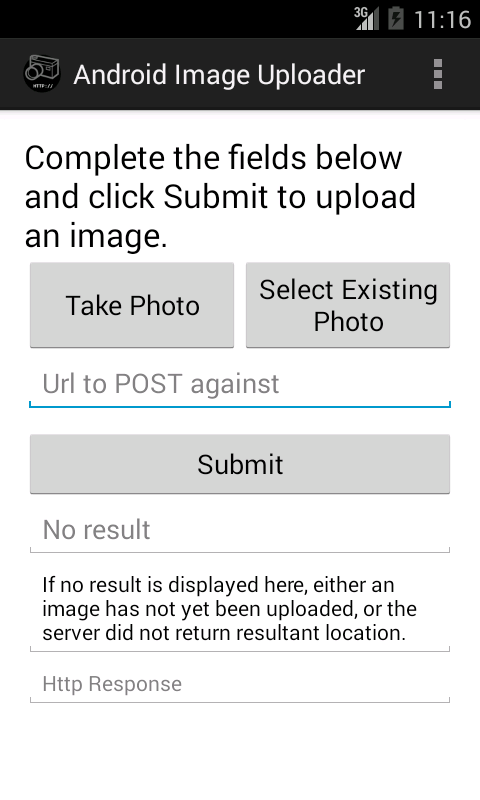 3G 11:16
HTTP://
Android Image Uploader
Complete the fields below
and click Submit to upload
an image.
Take Photo
Select Existing
Photo
Url to POST against
Submit
No result
If no result is displayed here, either an
image has not yet been uploaded, or the
server did not return resultant location.
Http Response